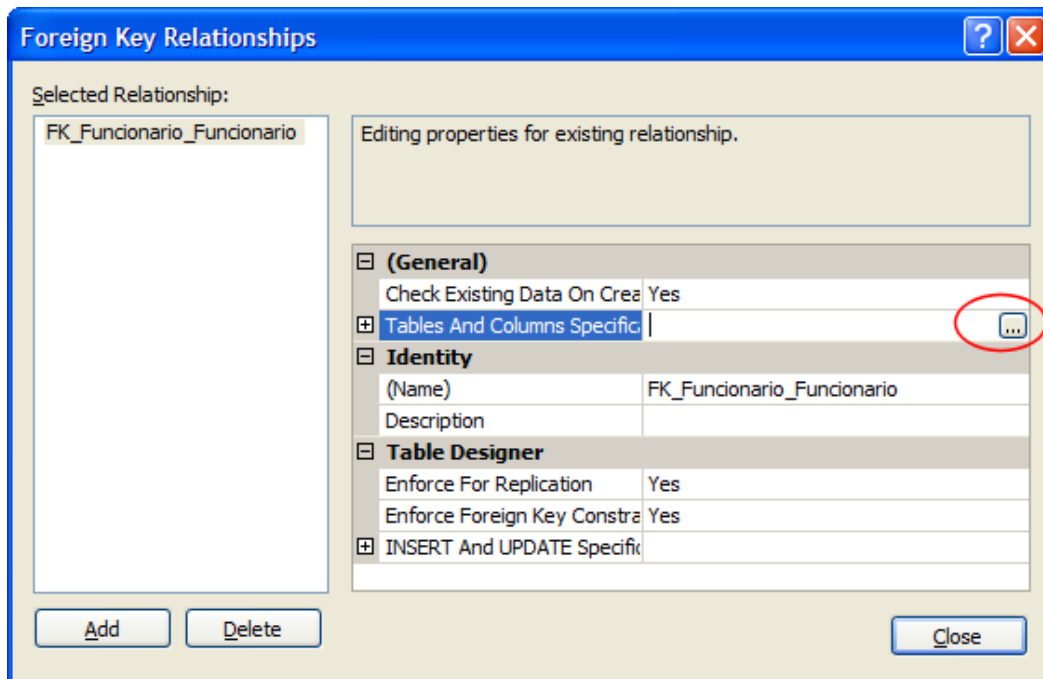 Foreign Key Relationships
Selected Relationship:
FK_Funcionario_Funcionario
Editing properties for existing relationship.
(General)
Check Existing Data On Crea Yes
Tables And Columns Specific ...
Identity
(Name) FK_Funcionario_Funcionario
Description
Table Designer
Enforce For Replication Yes
Enforce Foreign Key Constra Yes
INSERT And UPDATE Specific
Add Delete
Close